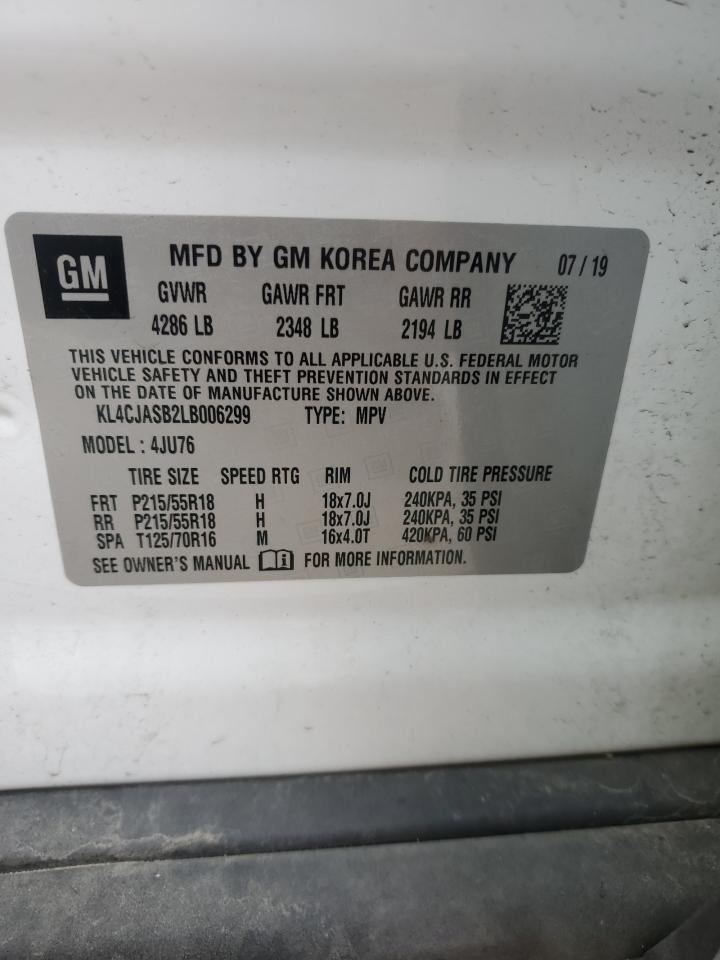 GM MFD BY GM KOREA COMPANY 07/19
GVWR GAWR FRT GAWR RR
4286 LB 2348 LB 2194 LB
THIS VEHICLE CONFORMS TO ALL APPLICABLE U.S. FEDERAL MOTOR
VEHICLE SAFETY AND THEFT PREVENTION STANDARDS IN EFFECT
ON THE DATE OF MANUFACTURE SHOWN ABOVE.
KL4CJASB2LB006299 TYPE: MPV
MODEL : 4JU76
TIRE SIZE SPEED RTG RIM COLD TIRE PRESSURE
FRT P215/55R18 H 18x7.0J 240KPA, 35 PSI
RR P215/55R18 H 18x7.0J 240KPA, 35 PSI
SPA T125/70R16 M 16x4.0T 420KPA, 60 PSI
SEE OWNER'S MANUAL i FOR MORE INFORMATION.